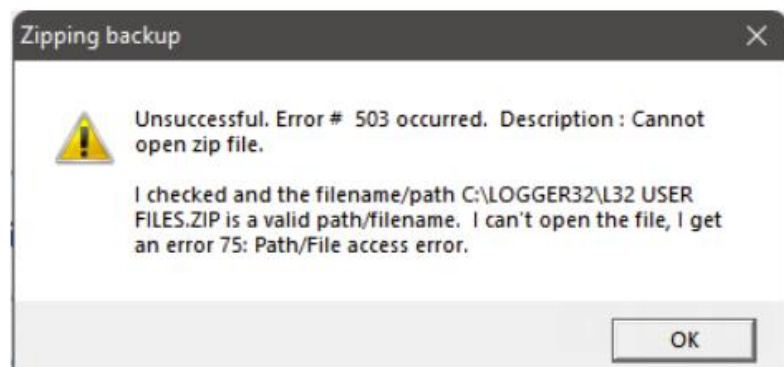 Zipping backup
Unsuccessful. Error #  503 occurred.  Description : Cannot
open zip file.
I checked and the filename/path C:\LOGGER32\L32 USER
FILES.ZIP is a valid path/filename.  I can't open the file, I get
an error 75: Path/File access error.
OK